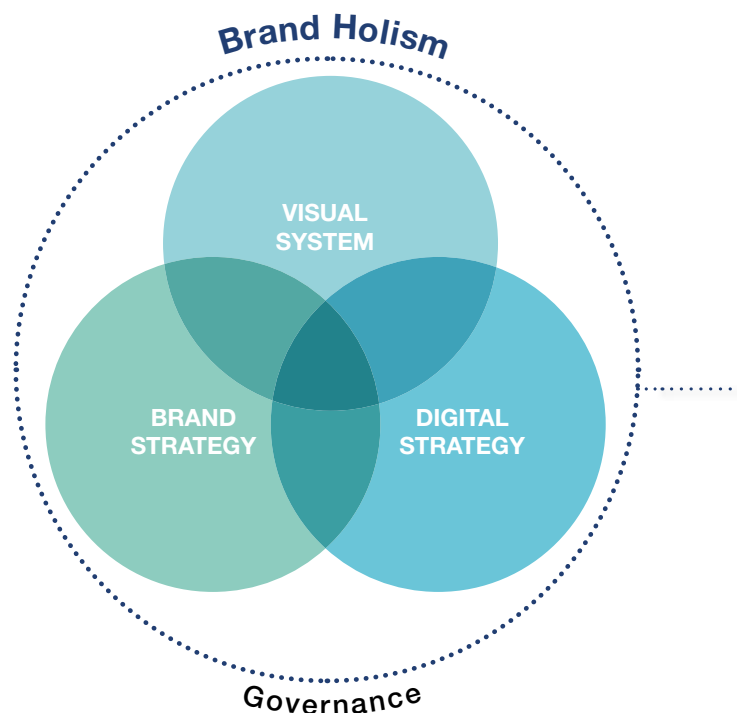 Brand Holism
VISUAL
SYSTEM
BRAND
STRATEGY
DIGITAL
STRATEGY
Governance